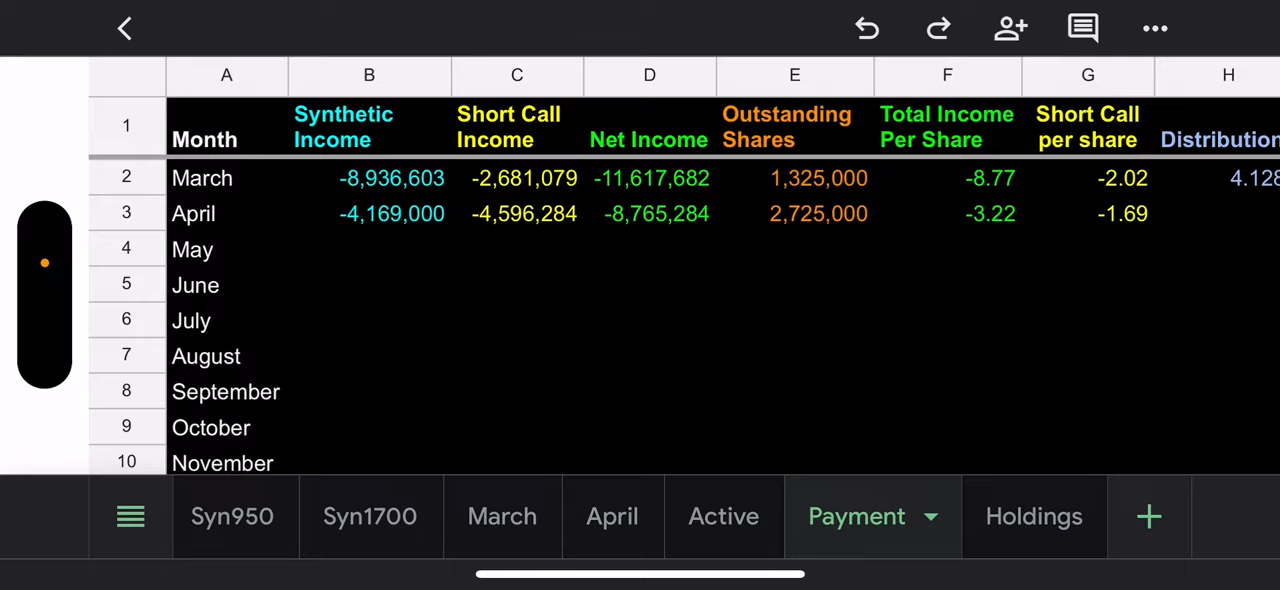 A B C D E F G H
1 Month Synthetic Income Short Call Income Net Income Outstanding Shares Total Income Per Share Short Call per share Distribution
2 March -8,936,603 -2,681,079 -11,617,682 1,325,000 -8.77 -2.02 4.128
3 April -4,169,000 -4,596,284 -8,765,284 2,725,000 -3.22 -1.69
4 May
5 June
6 July
7 August
8 September
9 October
10 November
Syn950 Syn1700 March April Active Payment Holdings